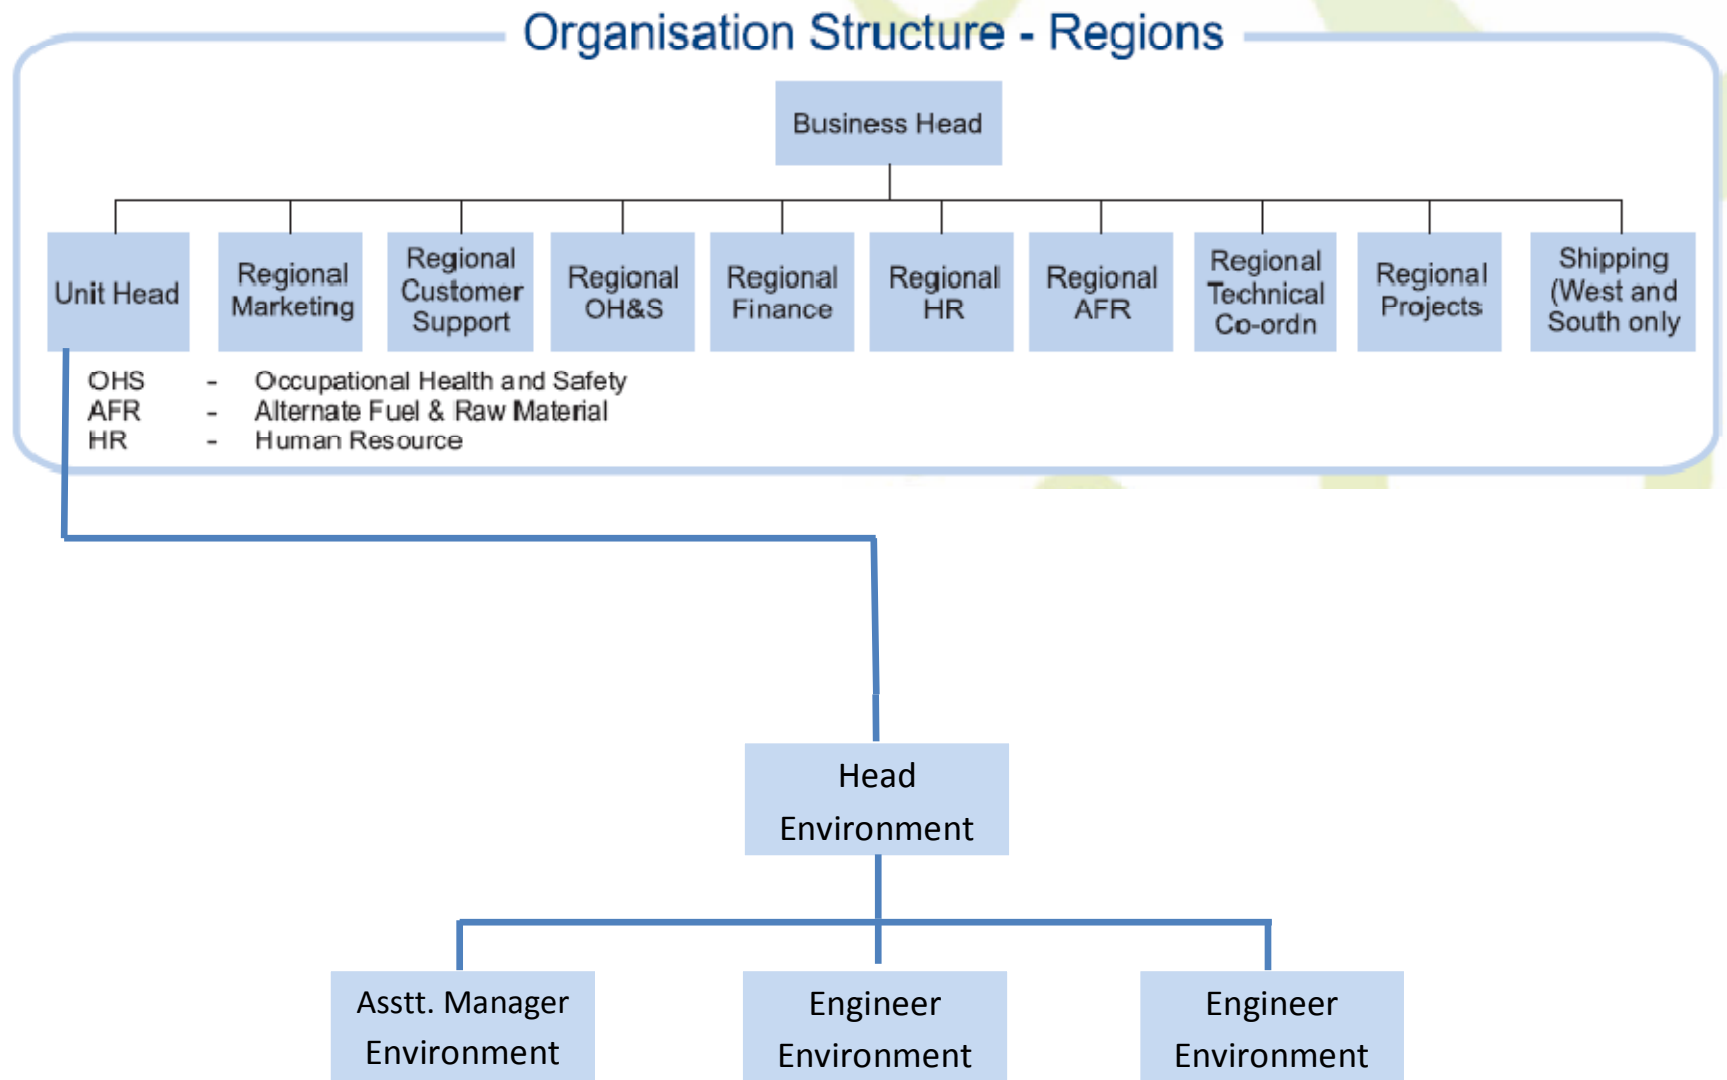 Organisation Structure - Regions
Business Head
Unit Head
Regional
Marketing
Regional
Customer
Support
Regional
OH&S
Regional
Finance
Regional
HR
Regional
AFR
Regional
Technical
Co-ordn
Regional
Projects
Shipping
(West and
South only
OHS - Occupational Health and Safety
AFR - Alternate Fuel & Raw Material
HR - Human Resource
Head
Environment
Asstt. Manager
Environment
Engineer
Environment
Engineer
Environment